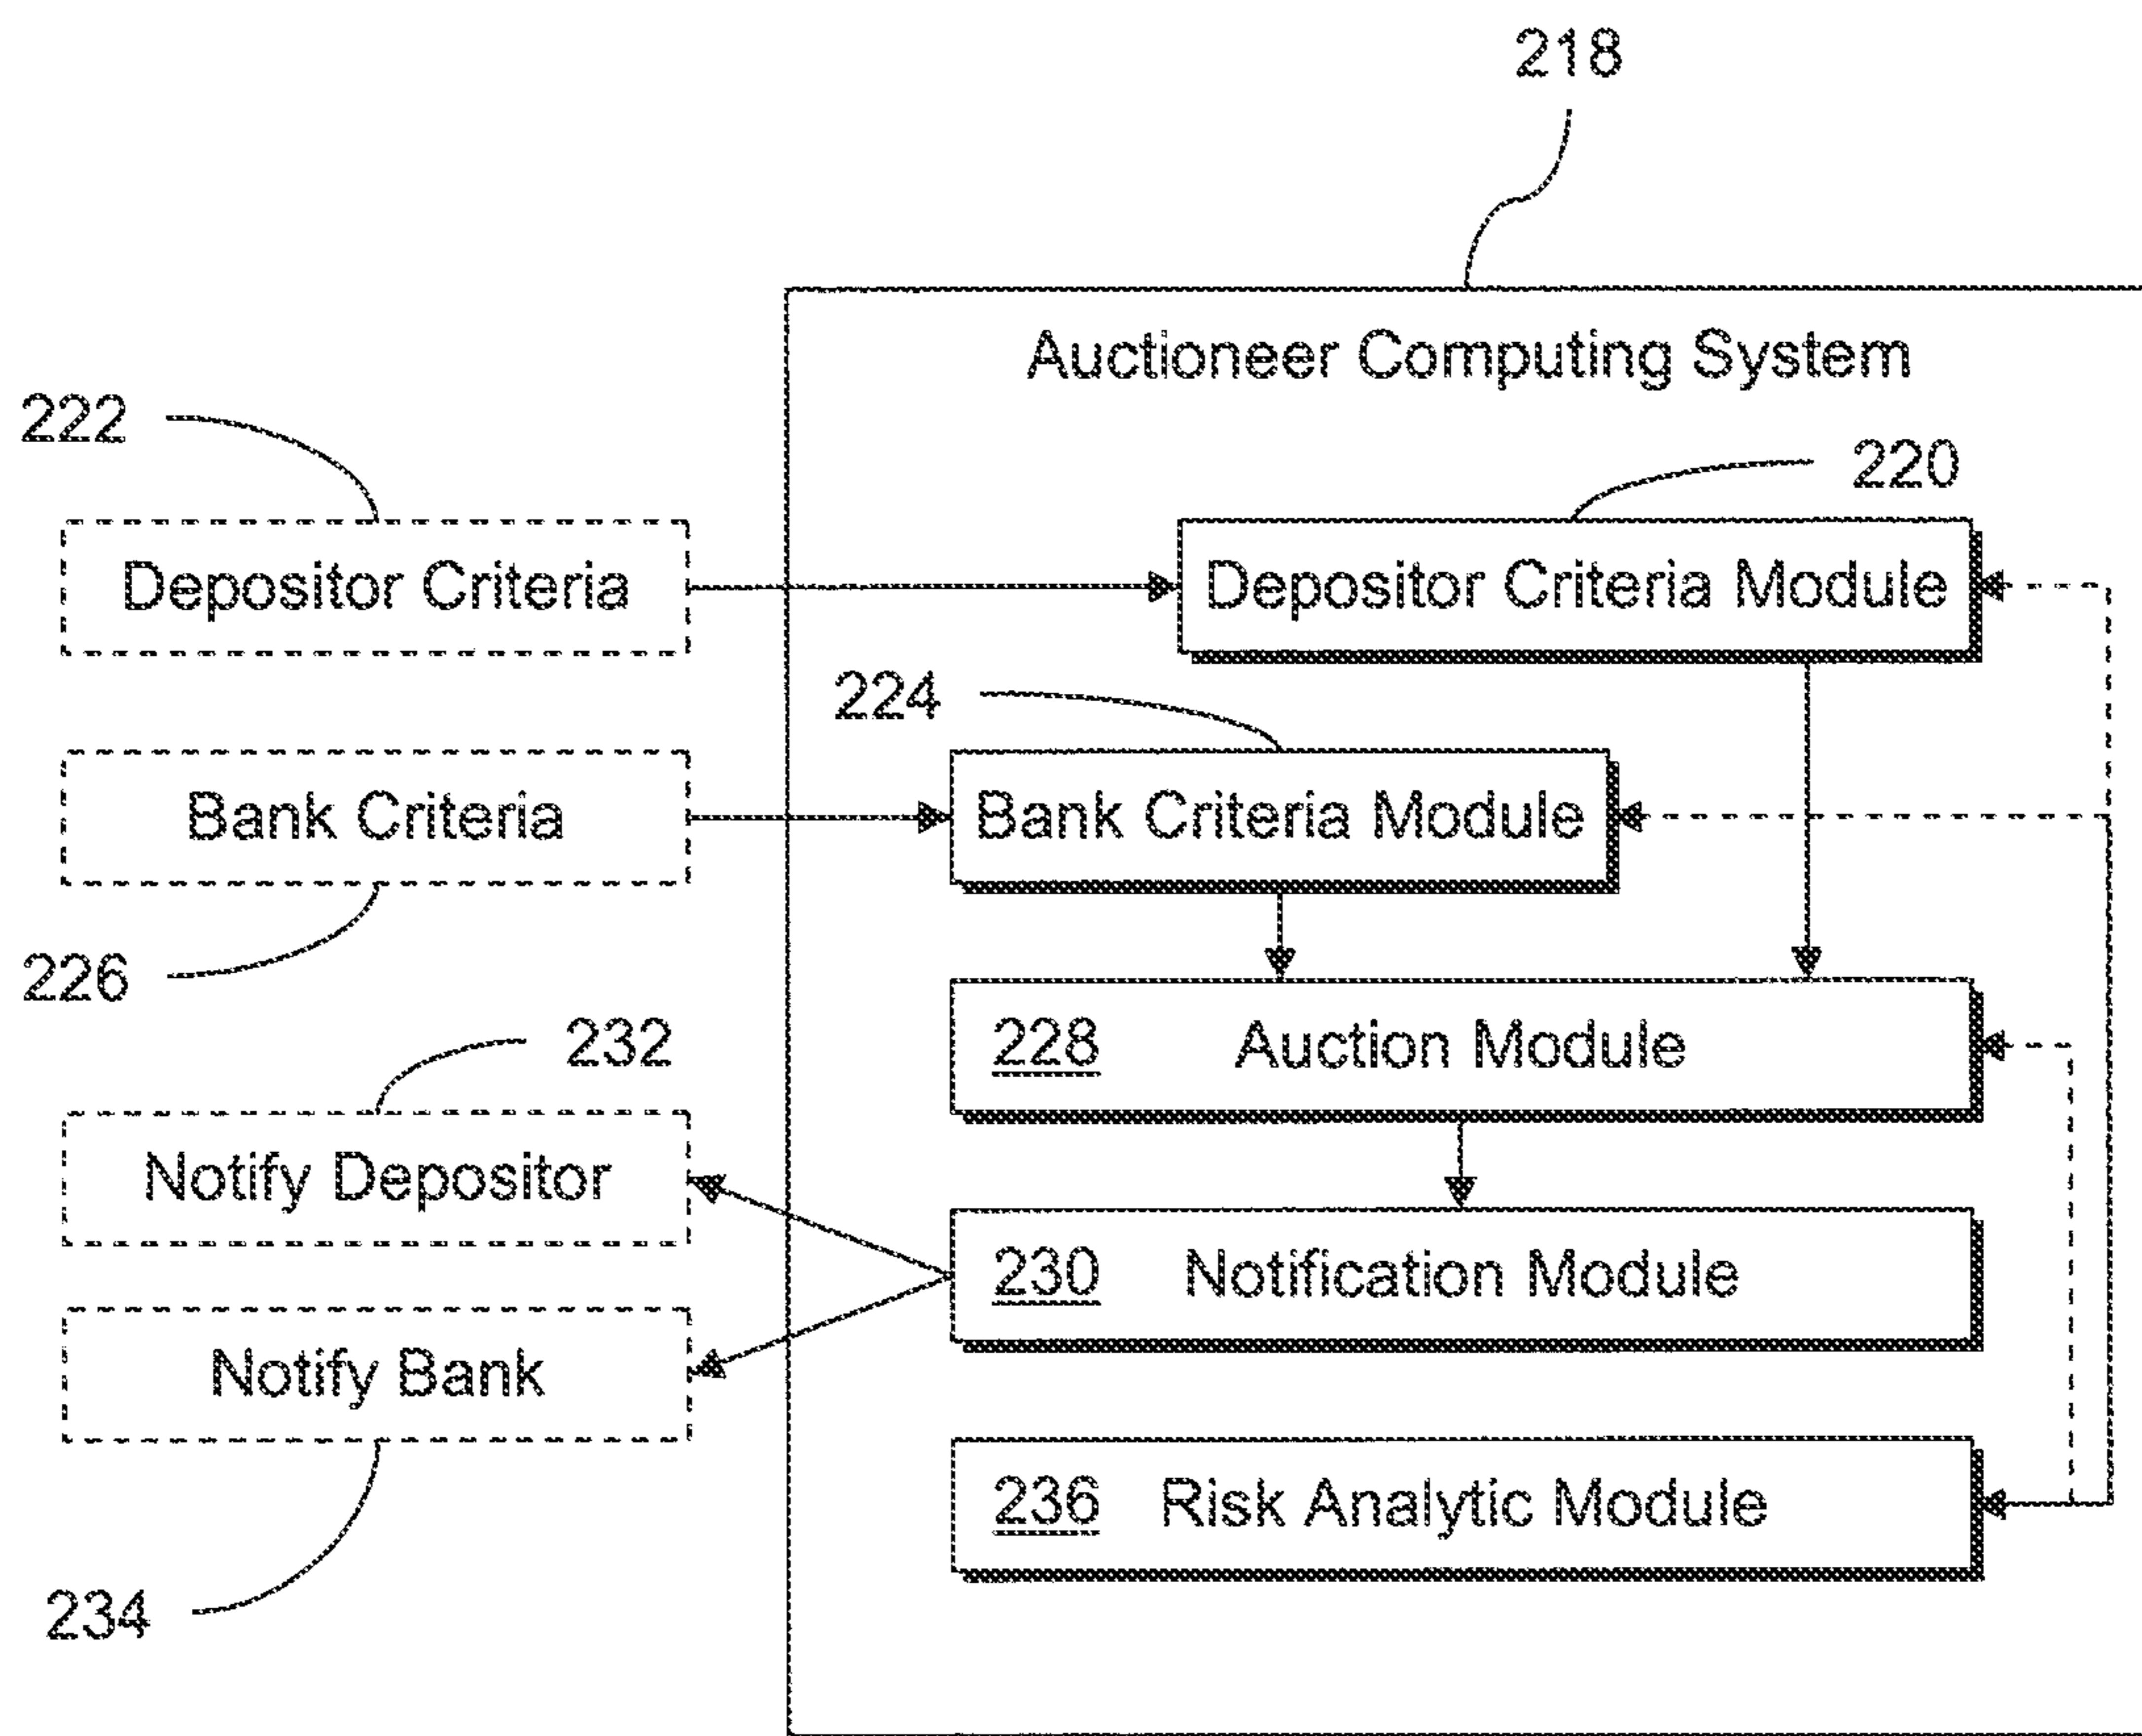 218
Auctioneer Computing System
222
220
Depositor Criteria
Depositor Criteria Module
224
Bank Criteria
Bank Criteria Module
226
228 Auction Module
232
Notify Depositor
230 Notification Module
Notify Bank
236 Risk Analytic Module
234